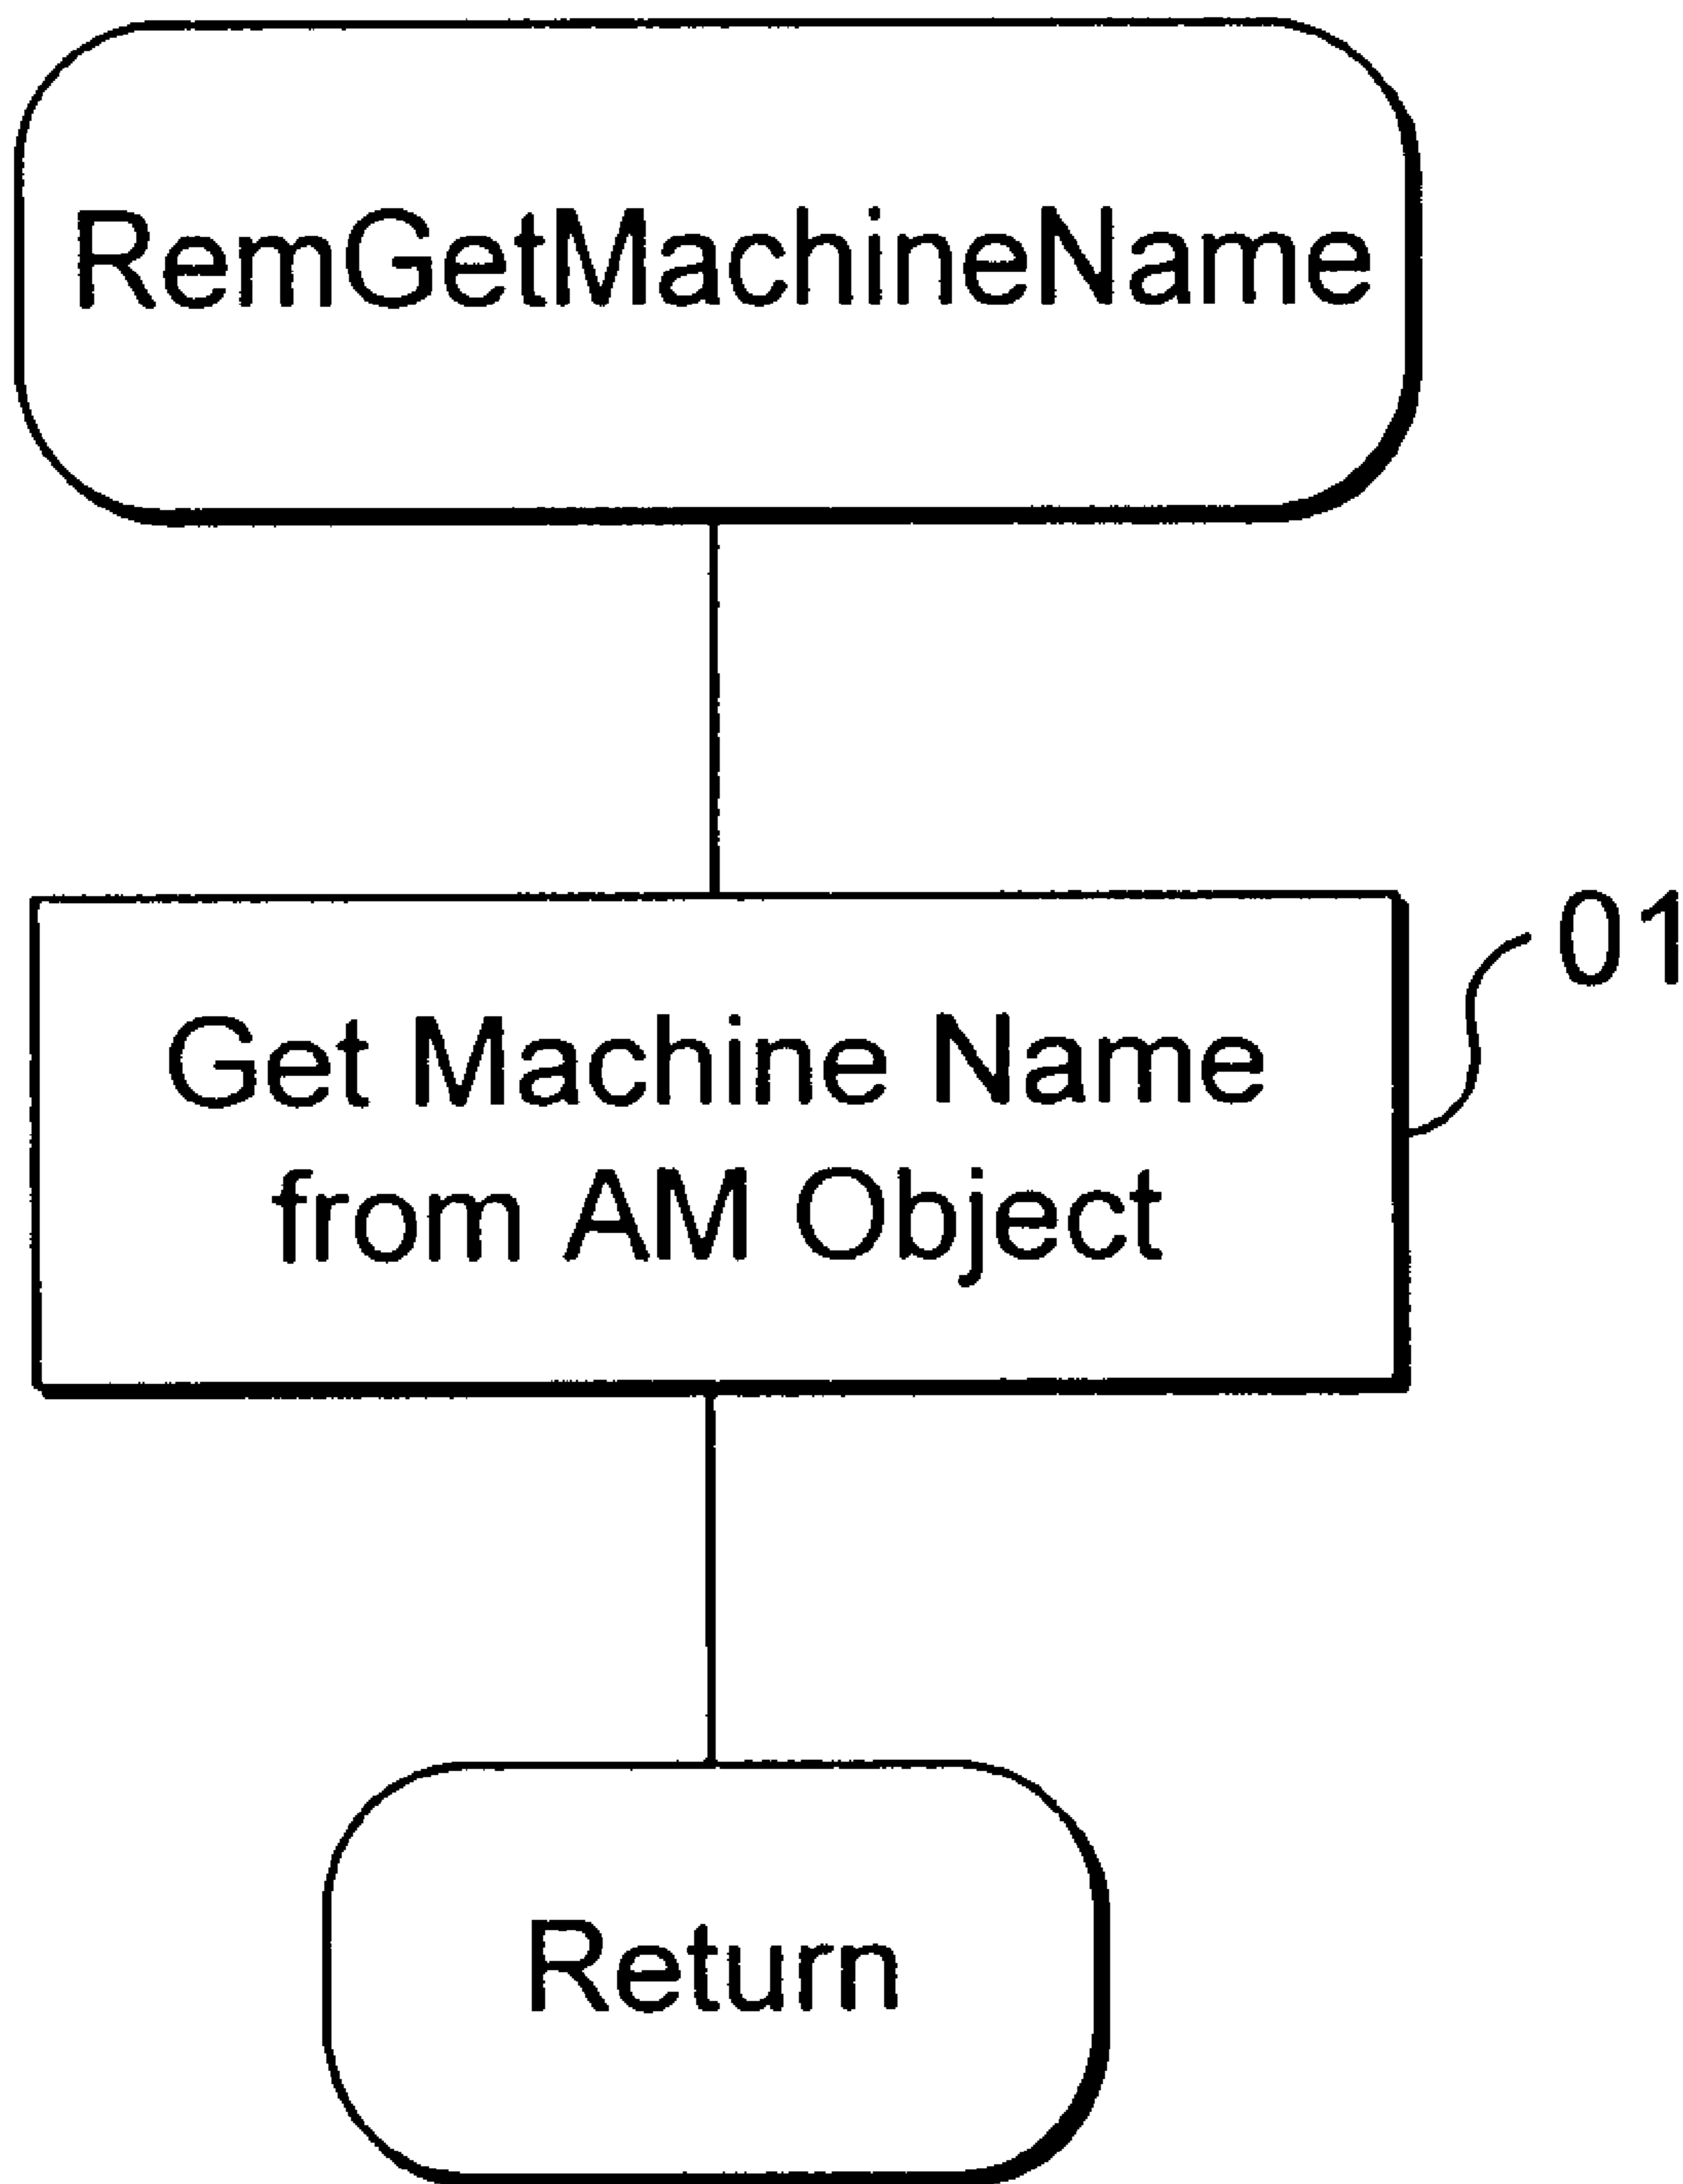 RemGetMachineName
01
Get Machine Name
from AM Object
Return